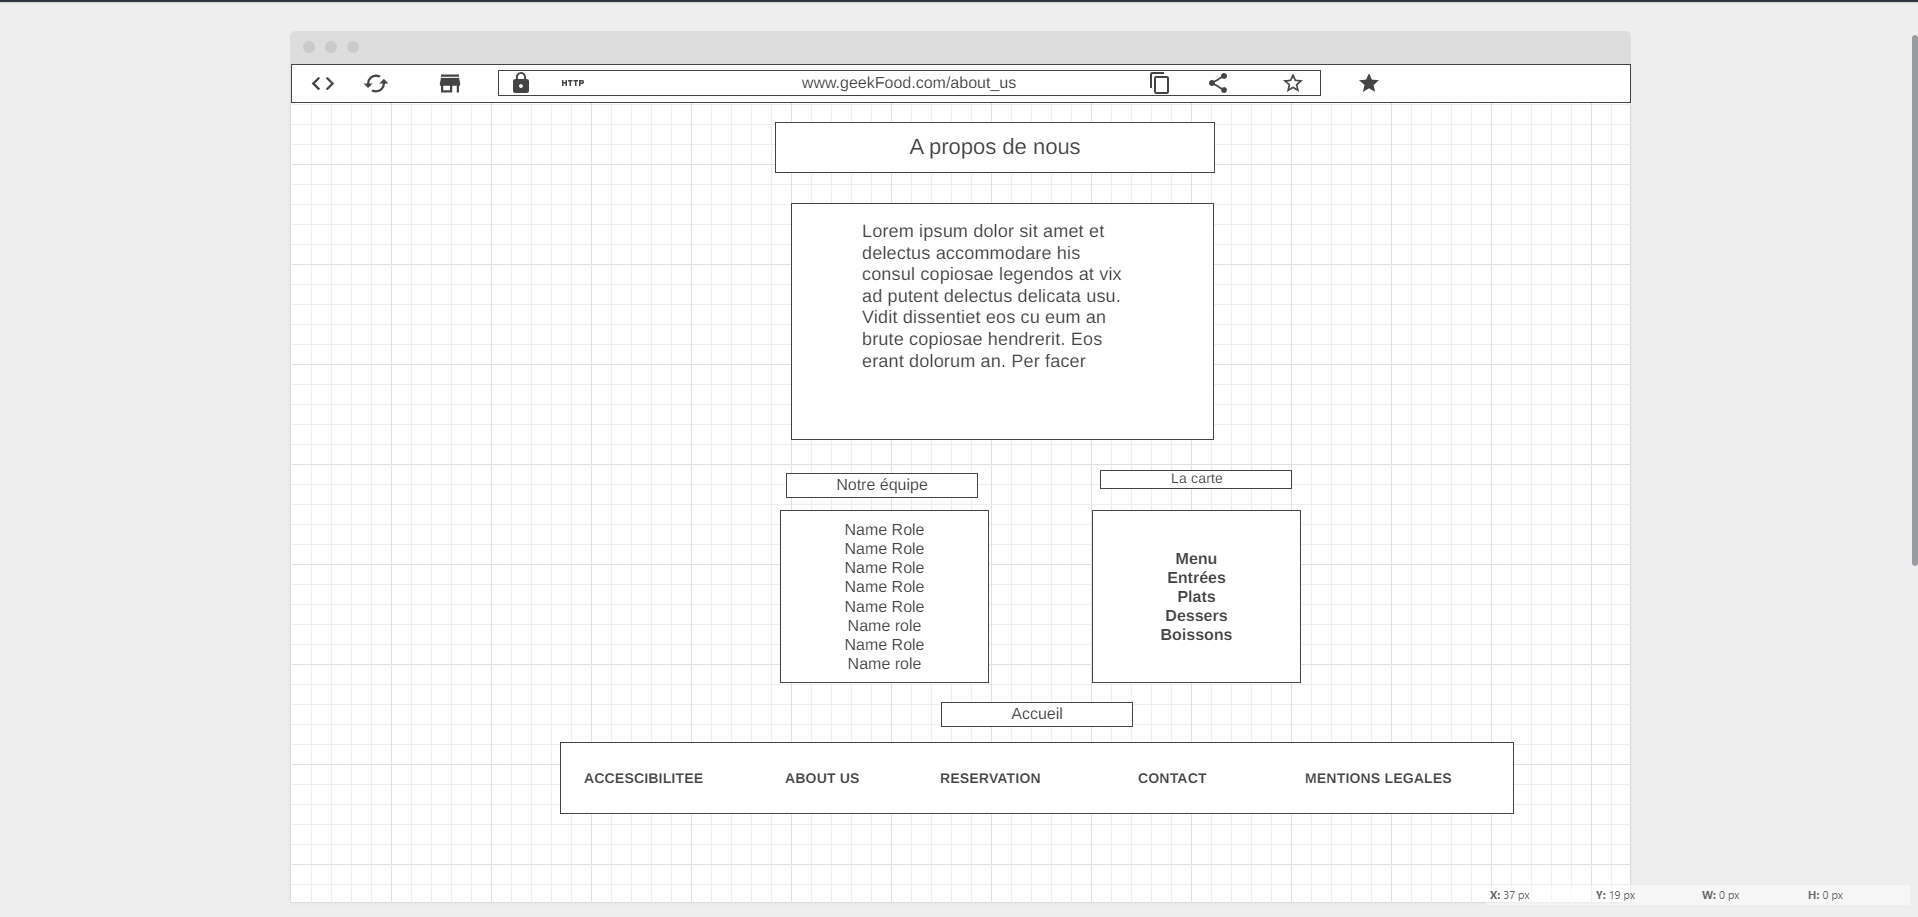 HTTP
www.geekFood.com/about_us
A propos de nous
Lorem ipsum dolor sit amet et
delectus accommodare his
consul copiosae legendos at vix
ad putent delectus delicata usu.
Vidit dissentiet eos cu eum an
brute copiosae hendrerit. Eos
erant dolorum an. Per facer
Notre équipe
Name Role
Name Role
Name Role
Name Role
Name Role
Name role
Name Role
Name role
La carte
Menu
Entrées
Plats
Dessers
Boissons
Accueil
ACCESCIBILITEE ABOUT US RESERVATION CONTACT MENTIONS LEGALES
X: 37 px Y: 19 px W: 0 px H: 0 px